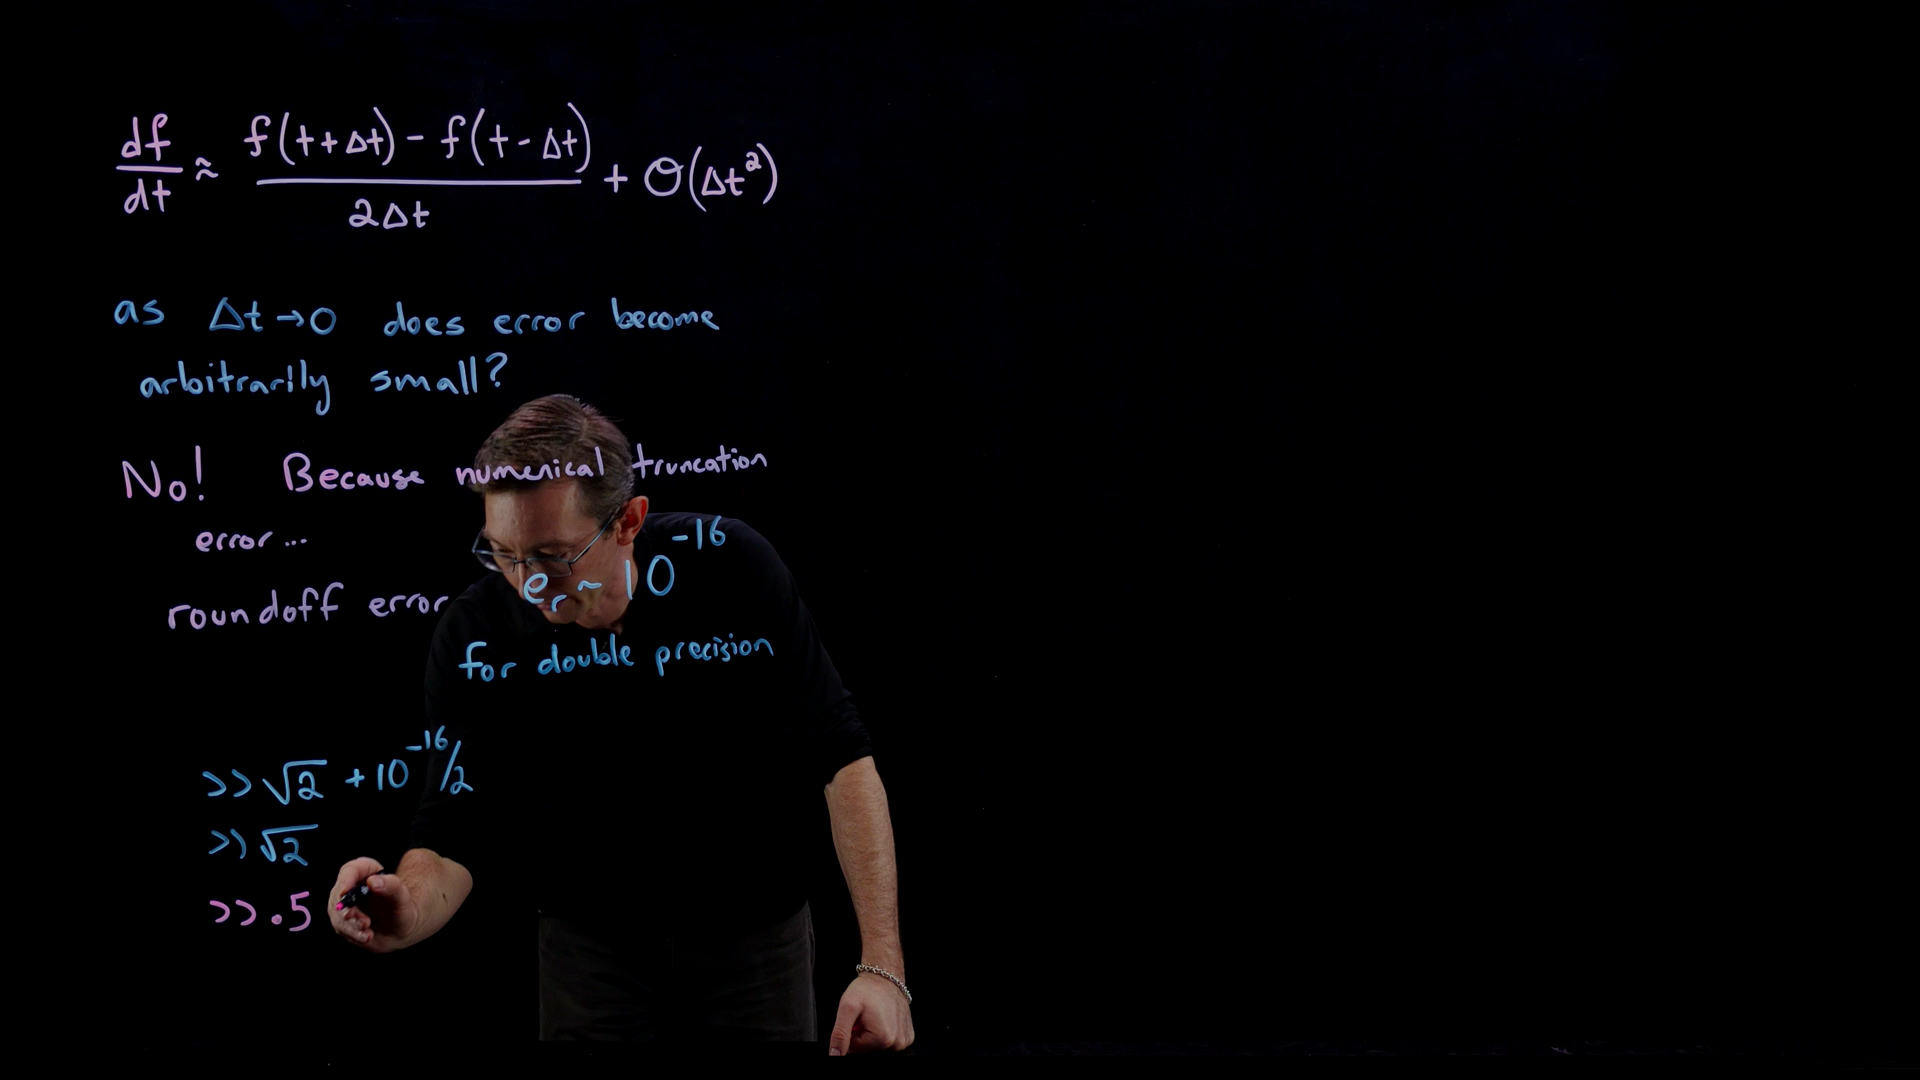 df/dt ≈ (f(t+Δt) - f(t-Δt))/(2Δt) + O(Δt²)
as Δt→0 does error become
arbitrarily small?
No! Because numerical truncation
error...
roundoff error e_r ~ 10^-16
for double precision
>> √2 + 10^-16/2
>> √2
>> .5